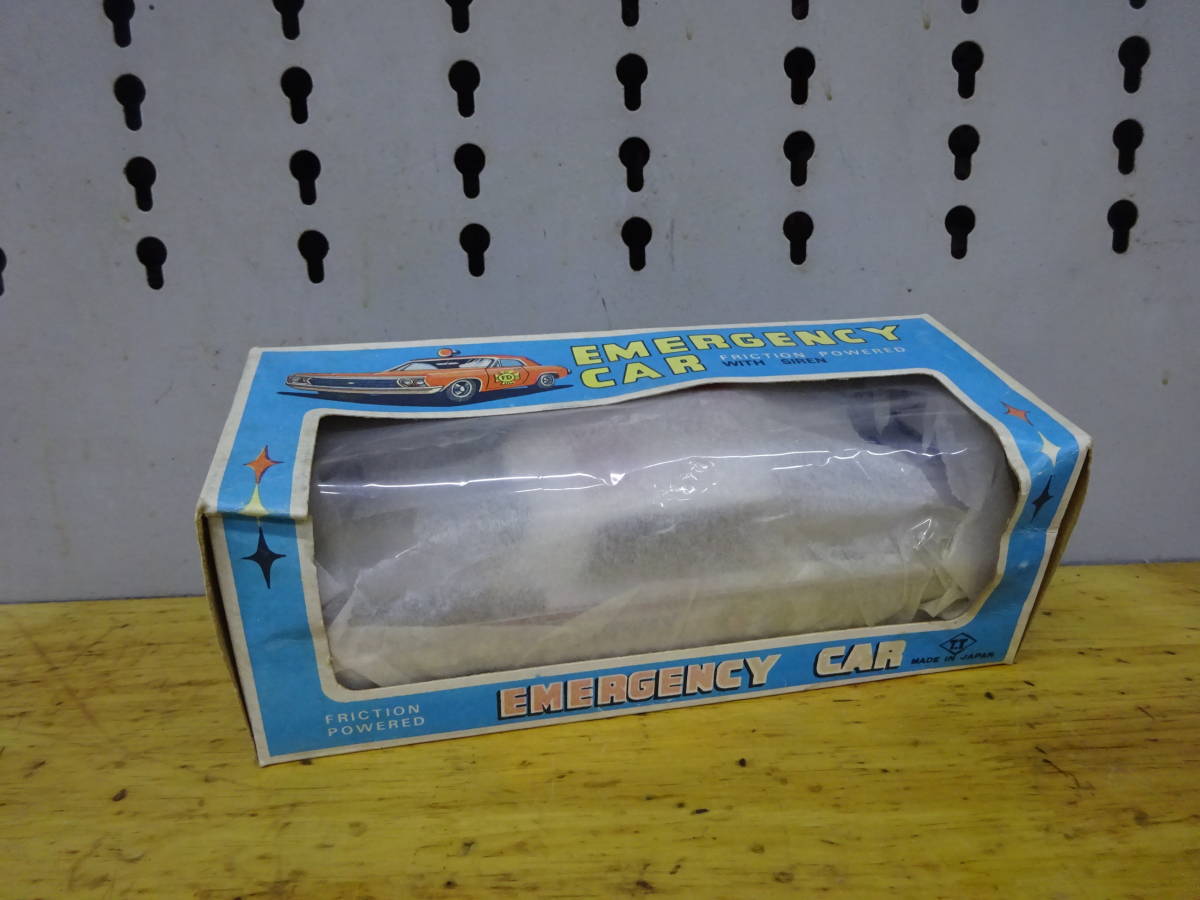 EMERGENCY
CAR
FRICTION POWERED
WITH SIREN
FRICTION
POWERED
EMERGENCY CAR
T.T
MADE IN JAPAN